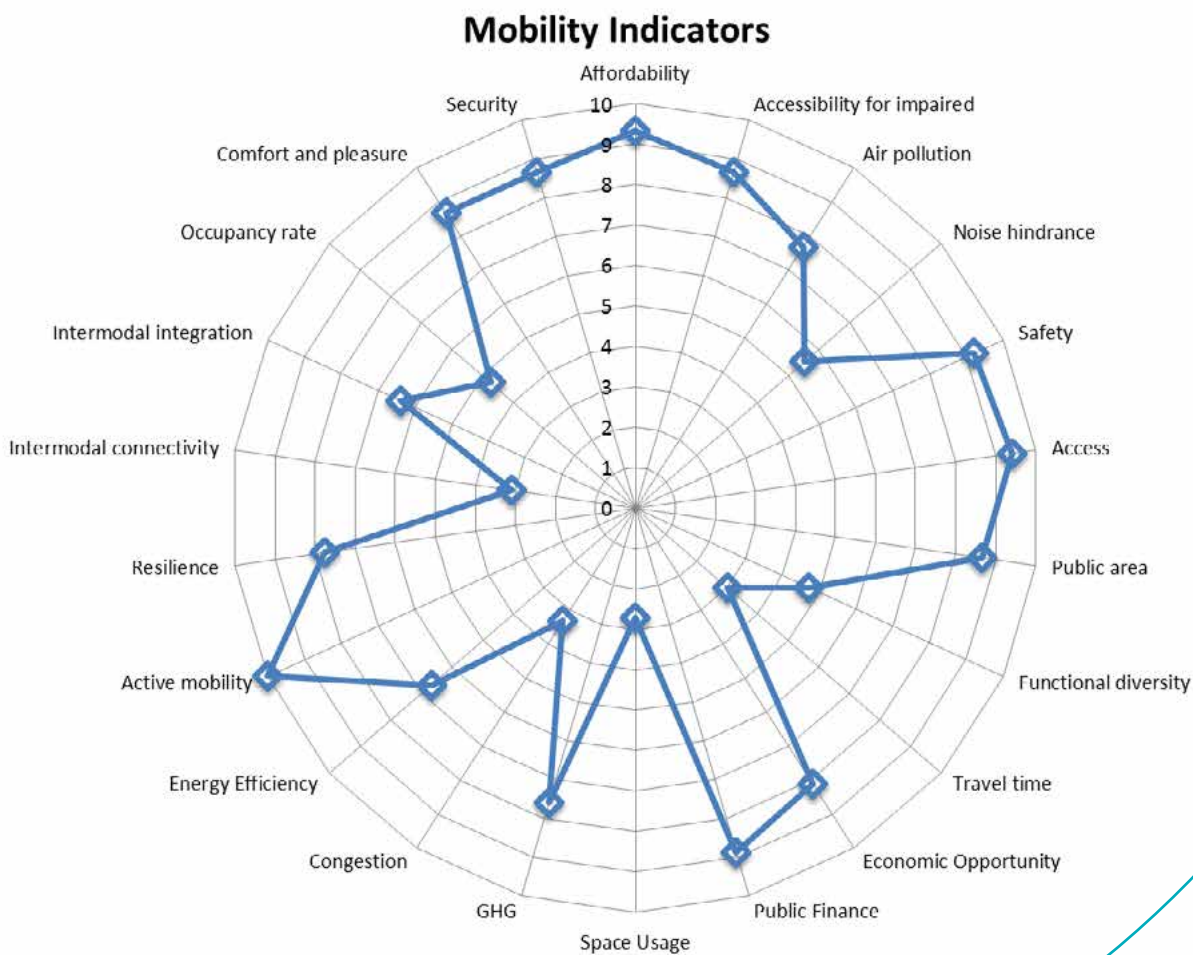 Mobility Indicators
Affordability
Security
Accessibility for impaired
Comfort and pleasure
Air pollution
Occupancy rate
Noise hindrance
Intermodal integration
Safety
Intermodal connectivity
Access
Resilience
Public area
Active mobility
Functional diversity
Energy Efficiency
Travel time
Congestion
Economic Opportunity
GHG
Public Finance
Space Usage
10
9
8
7
6
5
4
3
2
1
0